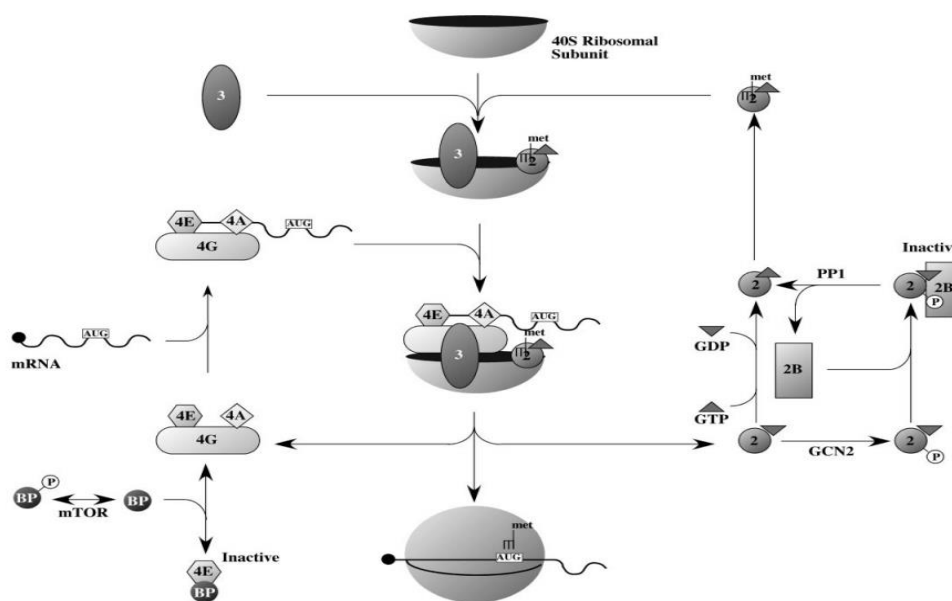 40S Ribosomal
Subunit
3
met
2
3
met
2
4E
4A
AUG
4G
Inactive
2
PP1
2
2B
P
4E
4A
AUG
met
3
2
mRNA
AUG
GDP
2B
GTP
4E
4A
4G
2
GCN2
2
P
BP
P
mTOR
BP
Inactive
4E
BP
met
AUG